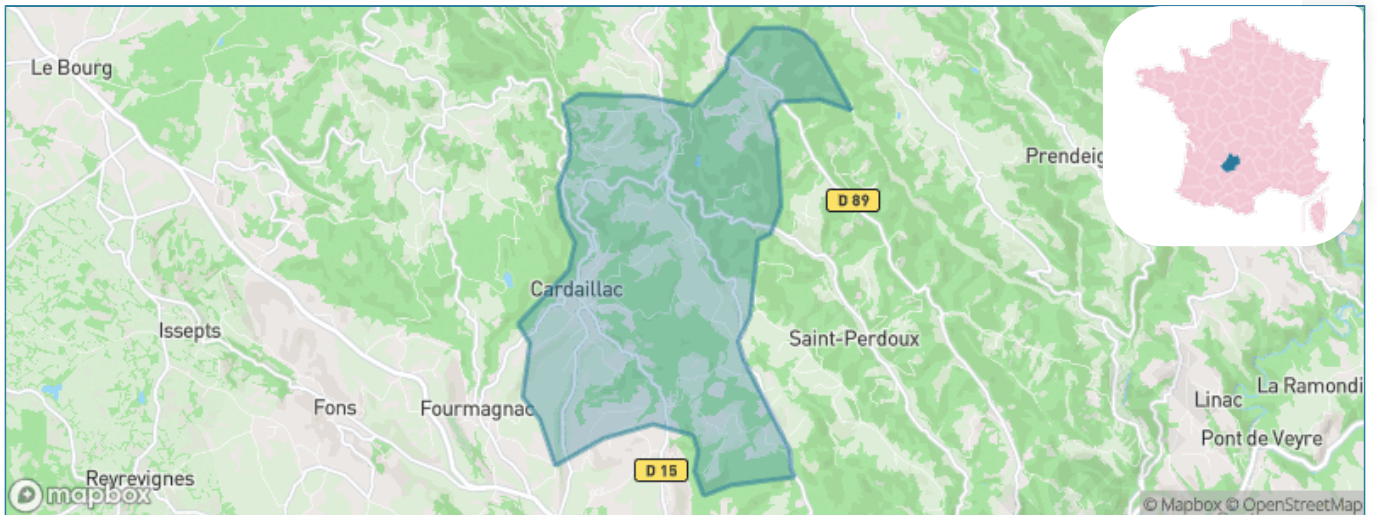 Le Bourg
Prendeig
D 89
Cardaillac
Issepts
Saint-Perdoux
La Ramondi
Linac
Fons
Fourmagnac
Pont de Veyre
D 15
Reyrevignes
mapbox
© Mapbox © OpenStreetMap